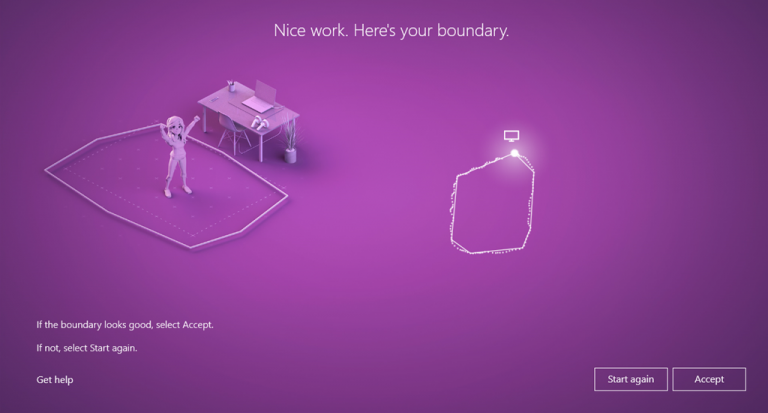 Nice work. Here's your boundary.
If the boundary looks good, select Accept.
If not, select Start again.
Get help
Start again
Accept